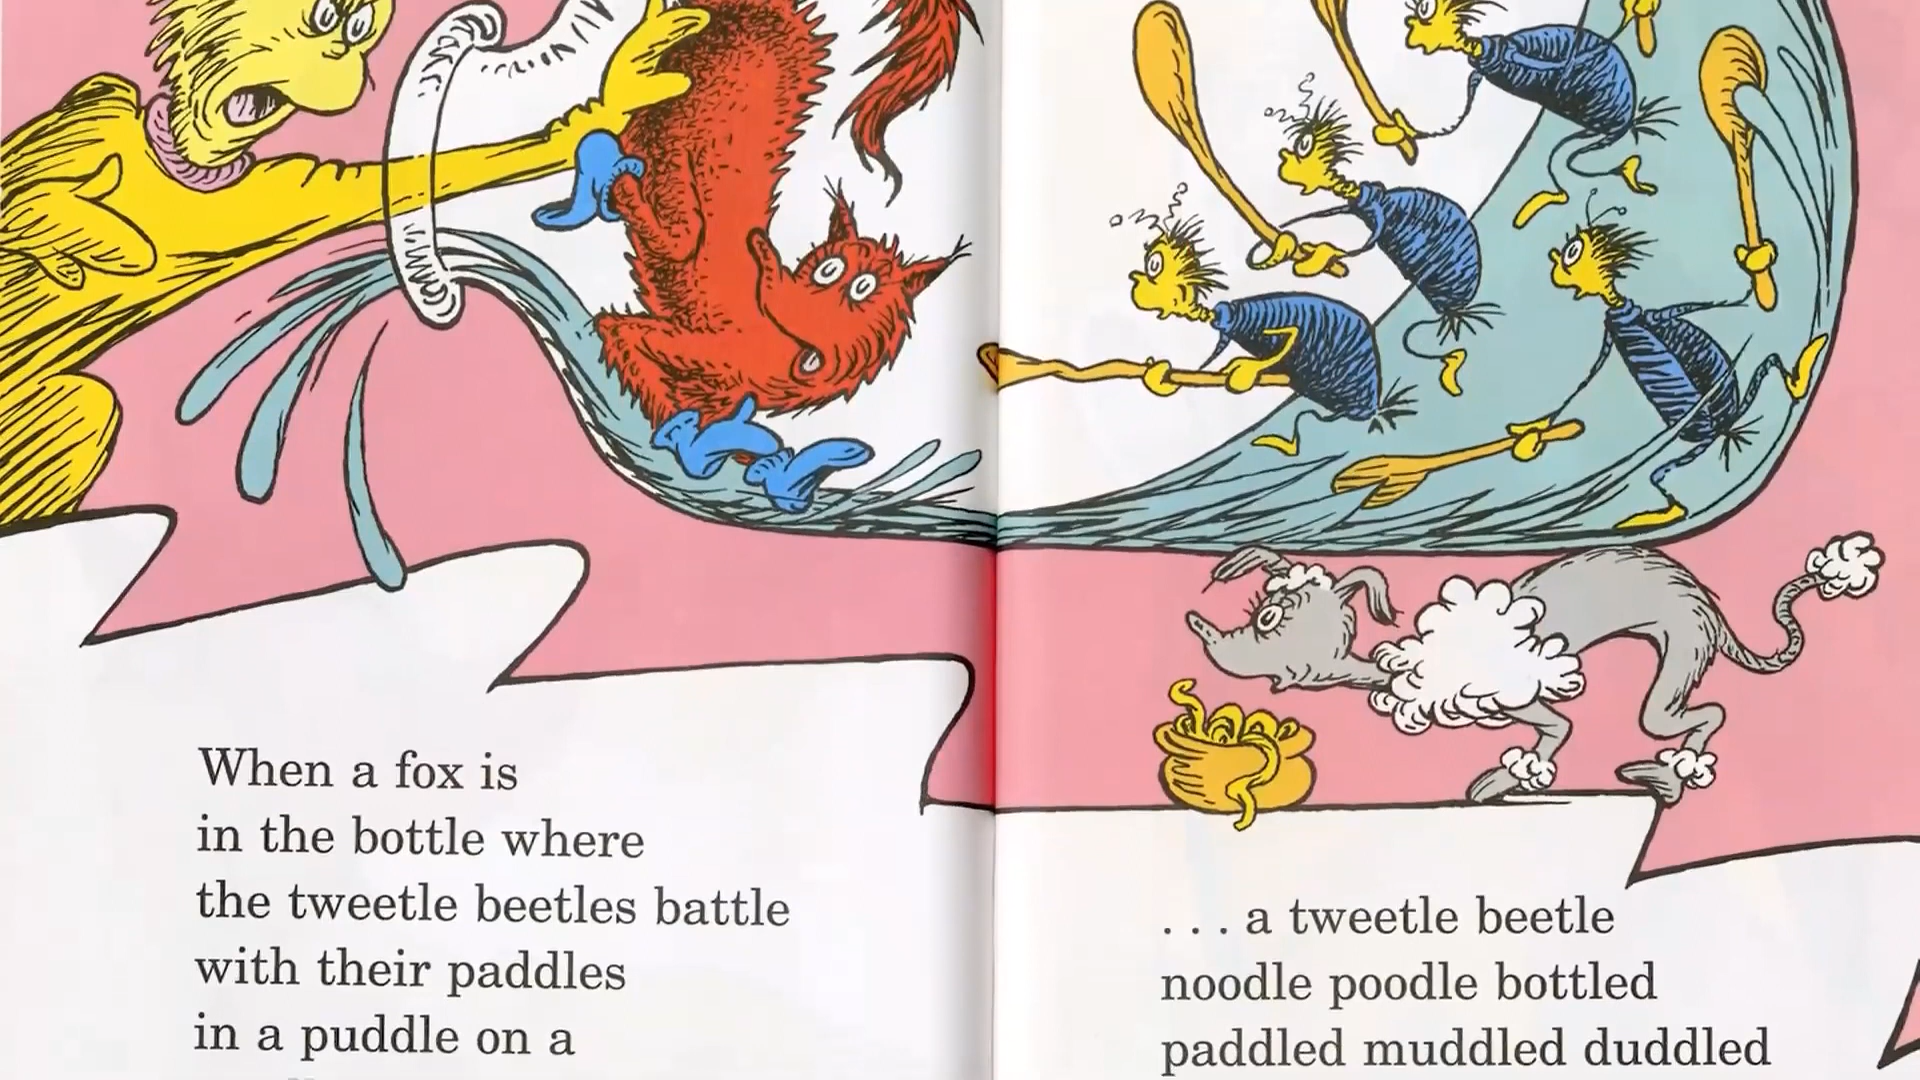 When a fox is
in the bottle where
the tweetle beetles battle
with their paddles
in a puddle on a
. . . a tweetle beetle
noodle poodle bottled
paddled muddled duddled